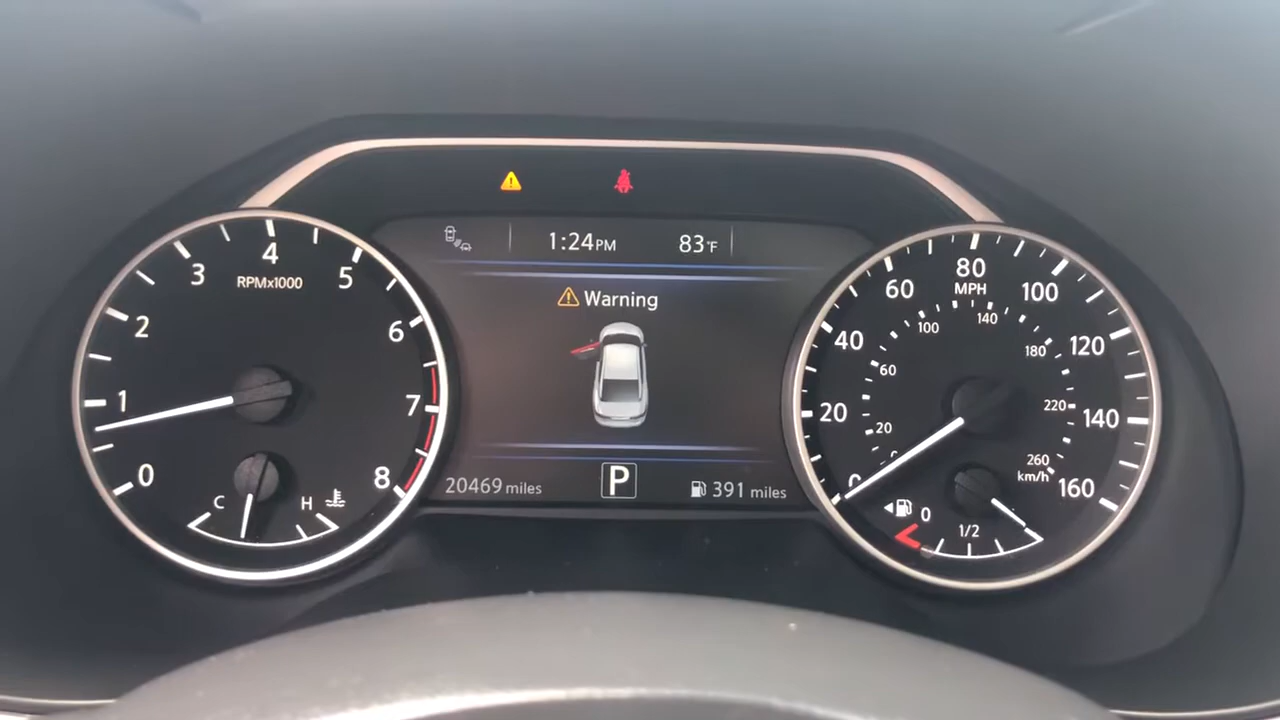 1:24PM 83°F
Warning
20469 miles P 391 miles
0 1 2 3 4 5 6 7 8
RPMx1000
C H
0 20 40 60 80 100 120 140 160
MPH
20 60 100 140 180 220 260
km/h
0 1/2